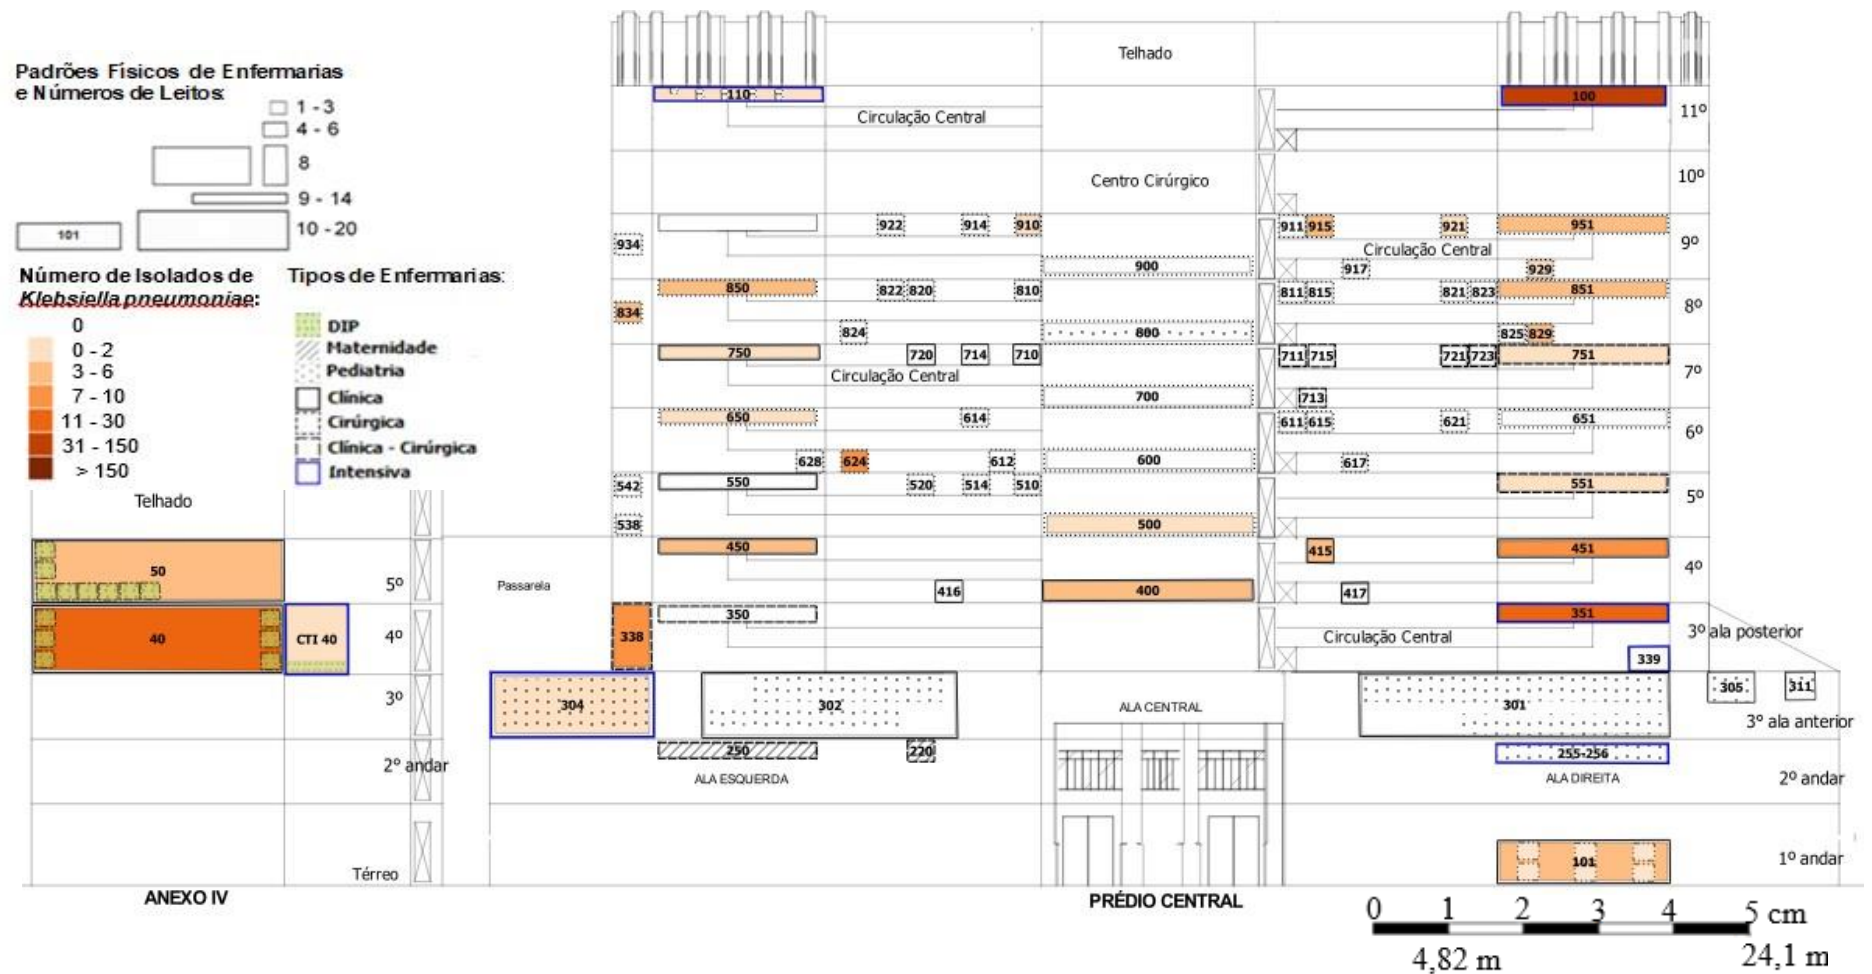 Padrões Físicos de Enfermarias
e Números de Leitos:
1 - 3
4 - 6
8
9 - 14
10 - 20
101
Número de Isolados de
Klebsiella pneumoniae:
0
0 - 2
3 - 6
7 - 10
11 - 30
31 - 150
> 150
Tipos de Enfermarias:
DIP
Maternidade
Pediatria
Clínica
Cirúrgica
Clínica - Cirúrgica
Intensiva
Telhado
110
100
11º
Circulação Central
Centro Cirúrgico
10º
922
914
910
911
915
921
951
934
Circulação Central
9º
900
917
929
850
822
820
810
811
815
821
823
851
834
8º
824
800
825
829
750
720
714
710
711
715
721
723
751
Circulação Central
7º
700
713
650
614
611
615
621
651
6º
628
624
612
600
617
542
550
520
514
510
551
5º
538
500
450
415
451
4º
416
400
417
350
351
338
Circulação Central
3º ala posterior
339
304
302
ALA CENTRAL
301
305
311
3º ala anterior
250
220
255-256
ALA ESQUERDA
ALA DIREITA
2º andar
101
1º andar
Telhado
50
5º
Passarela
40
CTI 40
4º
3º
2º andar
Térreo
ANEXO IV
PRÉDIO CENTRAL
0 1 2 3 4 5 cm
4,82 m 24,1 m